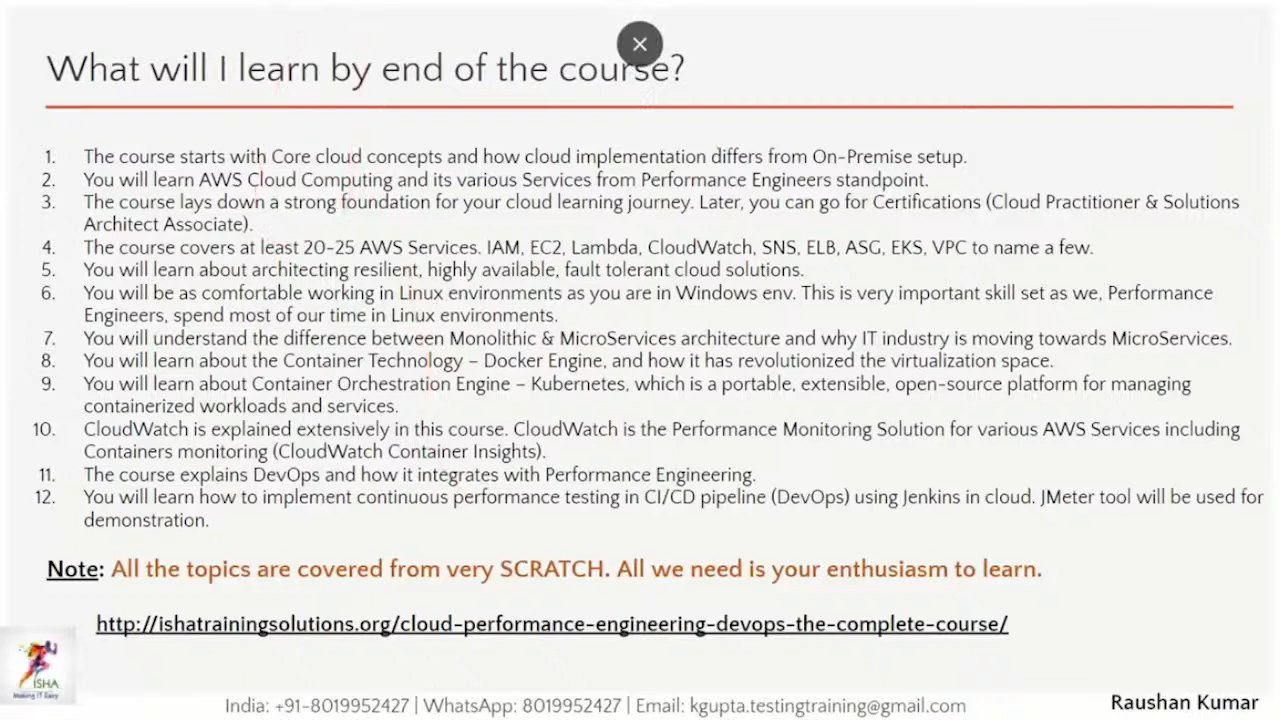 What will I learn by end of the course?
1. The course starts with Core cloud concepts and how cloud implementation differs from On-Premise setup.
2. You will learn AWS Cloud Computing and its various Services from Performance Engineers standpoint.
3. The course lays down a strong foundation for your cloud learning journey. Later, you can go for Certifications (Cloud Practitioner & Solutions
Architect Associate).
4. The course covers at least 20-25 AWS Services. IAM, EC2, Lambda, CloudWatch, SNS, ELB, ASG, EKS, VPC to name a few.
5. You will learn about architecting resilient, highly available, fault tolerant cloud solutions.
6. You will be as comfortable working in Linux environments as you are in Windows env. This is very important skill set as we, Performance
Engineers, spend most of our time in Linux environments.
7. You will understand the difference between Monolithic & MicroServices architecture and why IT industry is moving towards MicroServices.
8. You will learn about the Container Technology – Docker Engine, and how it has revolutionized the virtualization space.
9. You will learn about Container Orchestration Engine – Kubernetes, which is a portable, extensible, open-source platform for managing
containerized workloads and services.
10. CloudWatch is explained extensively in this course. CloudWatch is the Performance Monitoring Solution for various AWS Services including
Containers monitoring (CloudWatch Container Insights).
11. The course explains DevOps and how it integrates with Performance Engineering.
12. You will learn how to implement continuous performance testing in CI/CD pipeline (DevOps) using Jenkins in cloud. JMeter tool will be used for
demonstration.
Note: All the topics are covered from very SCRATCH. All we need is your enthusiasm to learn.
http://ishatrainingsolutions.org/cloud-performance-engineering-devops-the-complete-course/
ISHA
Making IT Easy
India: +91-8019952427 | WhatsApp: 8019952427 | Email: kgupta.testingtraining@gmail.com
Raushan Kumar